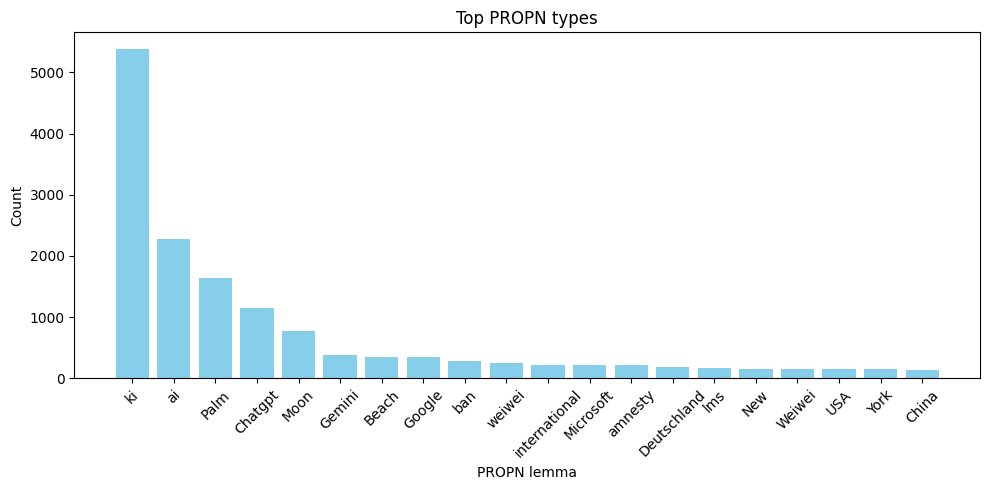 Top PROPN types
Count
5000
4000
3000
2000
1000
0
ki
ai
Palm
Chatgpt
Moon
Gemini
Beach
Google
ban
weiwei
international
Microsoft
amnesty
Deutschland
lms
New
Weiwei
USA
York
China
PROPN lemma